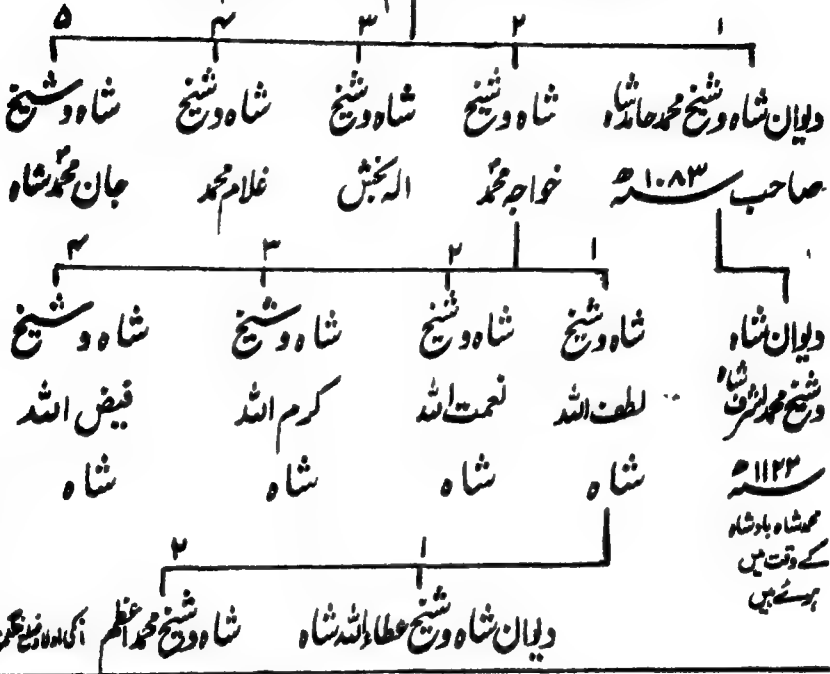 ۱ ۲ ۳ ۴ ۵
دیوان شاہ و شیخ محمد حامد شاہ شاہ و شیخ شاہ و شیخ شاہ و شیخ شاہ و شیخ
صاحب ۱۰۸۳ھ خواجہ محمدؐ الہ بخش غلام محمد جان محمدؐ شاہ
۱ ۱ ۲ ۳ ۴
دیوان شاہ شاہ و شیخ شاہ و شیخ شاہ و شیخ شاہ و شیخ
و شیخ محمد اشرف شاہ لطف اللہ نعمت اللہ کرم اللہ فیض اللہ
۱۱۲۳ھ شاہ شاہ شاہ شاہ
محمد شاہ بادشاہ
کے وقت میں
ہوئے ہیں
۱ ۲
دیوان شاہ و شیخ عطاء اللہ شاہ شاہ و شیخ محمد اعظم